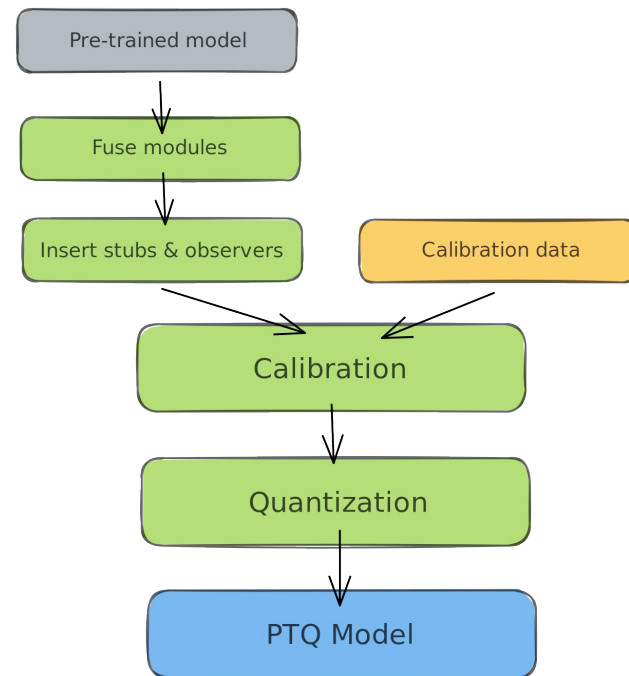 Pre-trained model
Fuse modules
Insert stubs & observers
Calibration data
Calibration
Quantization
PTQ Model